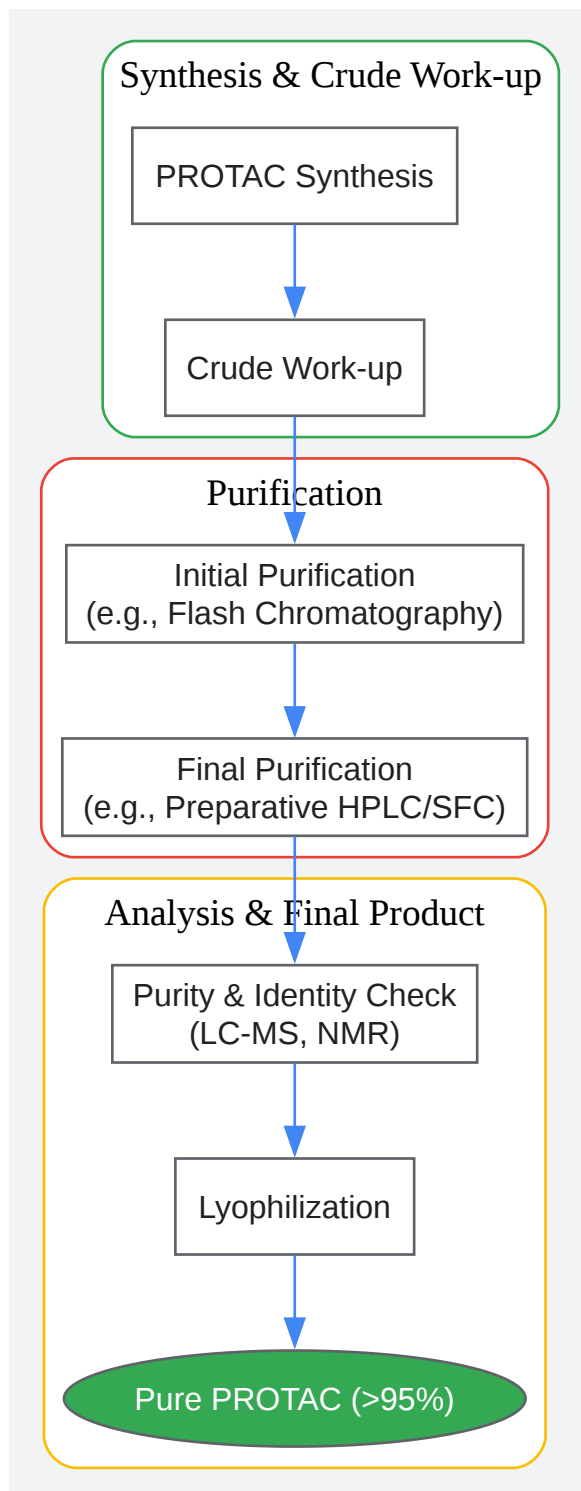 Synthesis & Crude Work-up
PROTAC Synthesis
Crude Work-up
Purification
Initial Purification
(e.g., Flash Chromatography)
Final Purification
(e.g., Preparative HPLC/SFC)
Analysis & Final Product
Purity & Identity Check
(LC-MS, NMR)
Lyophilization
Pure PROTAC (>95%)